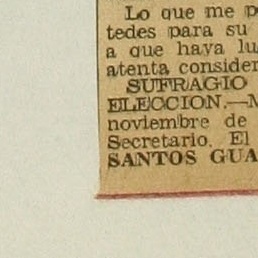 Lo que me p
tedes para su
a que haya lu
atenta consider
SUFRAGIO
ELECCION.—M
noviembre de
Secretario. El
SANTOS GUA